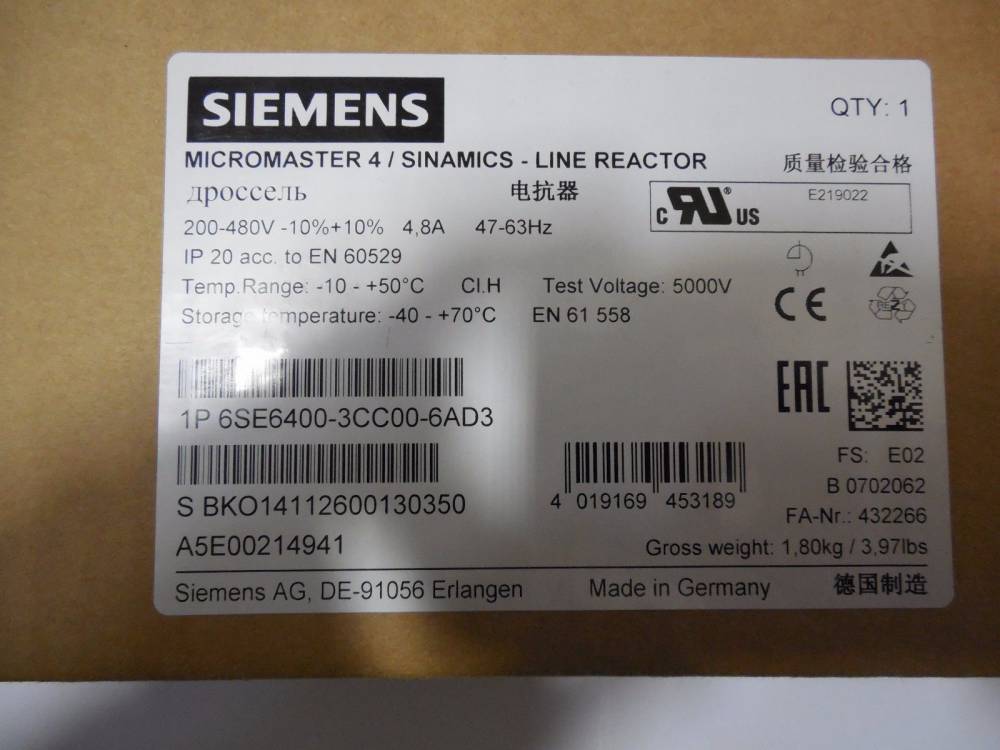 SIEMENS
QTY: 1
MICROMASTER 4 / SINAMICS - LINE REACTOR
质量检验合格
дроссель 电抗器
E219022
C RU® US
200-480V -10%+10% 4,8A 47-63Hz
IP 20 acc. to EN 60529
Temp.Range: -10 - +50°C Cl.H Test Voltage: 5000V
Storage temperature: -40 - +70°C EN 61 558
CE
EAC
1P 6SE6400-3CC00-6AD3
FS: E02
B 0702062
S BKO14112600130350
4 019169 453189
FA-Nr.: 432266
A5E00214941
Gross weight: 1,80kg / 3,97lbs
Siemens AG, DE-91056 Erlangen Made in Germany 德国制造